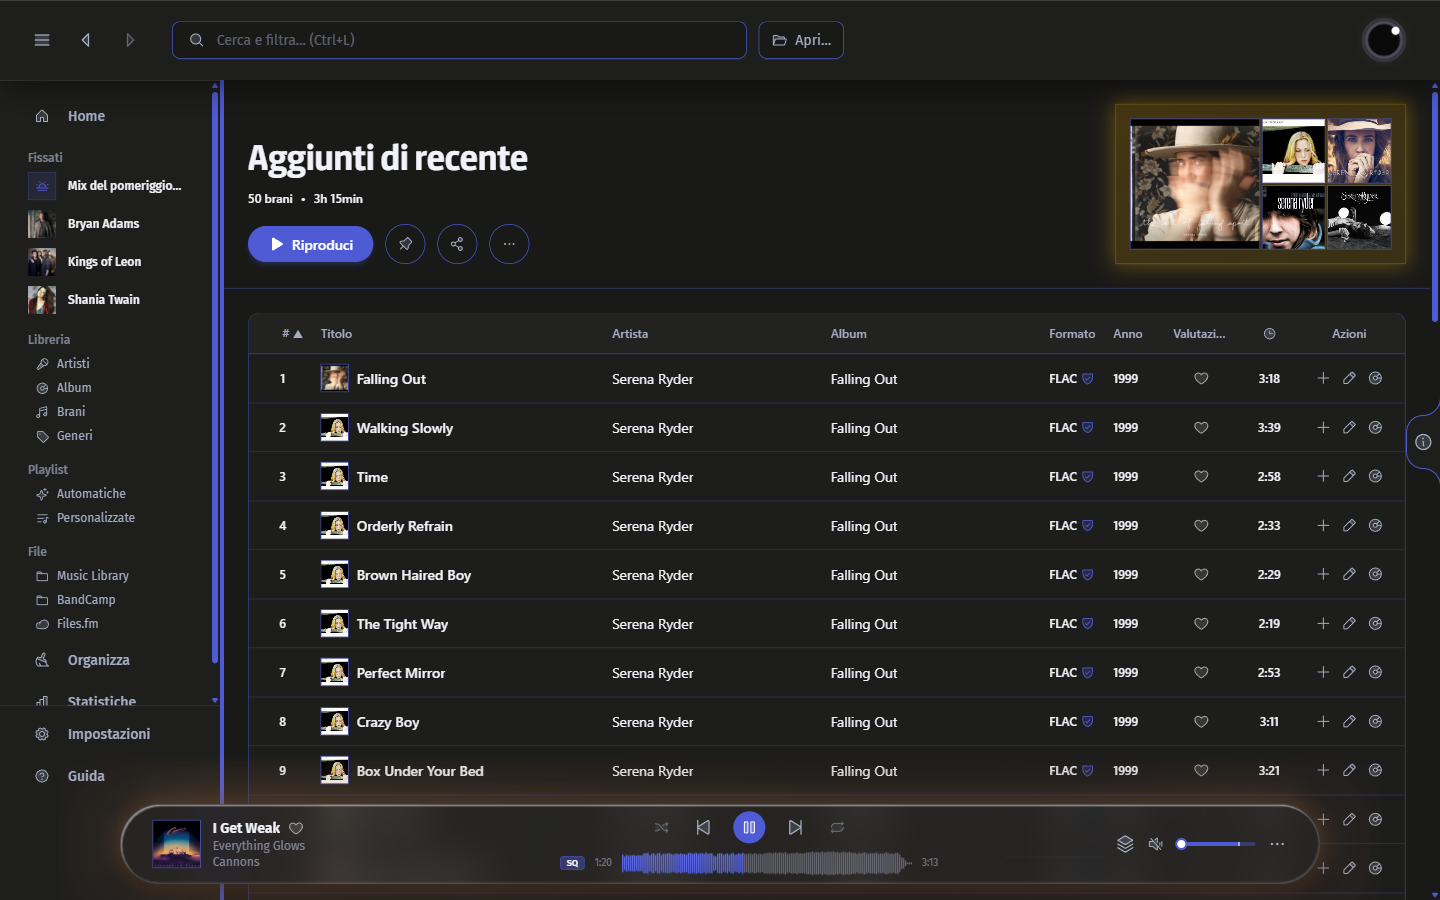 Cerca e filtra... (Ctrl+L)
Apri...
Home
Fissati
Mix del pomeriggio...
Bryan Adams
Kings of Leon
Shania Twain
Libreria
Artisti
Album
Brani
Generi
Playlist
Automatiche
Personalizzate
File
Music Library
BandCamp
Files.fm
Organizza
Statistiche
Impostazioni
Guida
Aggiunti di recente
50 brani • 3h 15min
Riproduci
serena ryder
# Titolo Artista Album Formato Anno Valutazi... Azioni
1 Falling Out Serena Ryder Falling Out FLAC 1999 3:18
2 Walking Slowly Serena Ryder Falling Out FLAC 1999 3:39
3 Time Serena Ryder Falling Out FLAC 1999 2:58
4 Orderly Refrain Serena Ryder Falling Out FLAC 1999 2:33
5 Brown Haired Boy Serena Ryder Falling Out FLAC 1999 2:29
6 The Tight Way Serena Ryder Falling Out FLAC 1999 2:19
7 Perfect Mirror Serena Ryder Falling Out FLAC 1999 2:53
8 Crazy Boy Serena Ryder Falling Out FLAC 1999 3:11
9 Box Under Your Bed Serena Ryder Falling Out FLAC 1999 3:21
I Get Weak
Everything Glows
Cannons
SQ 1:20 3:13